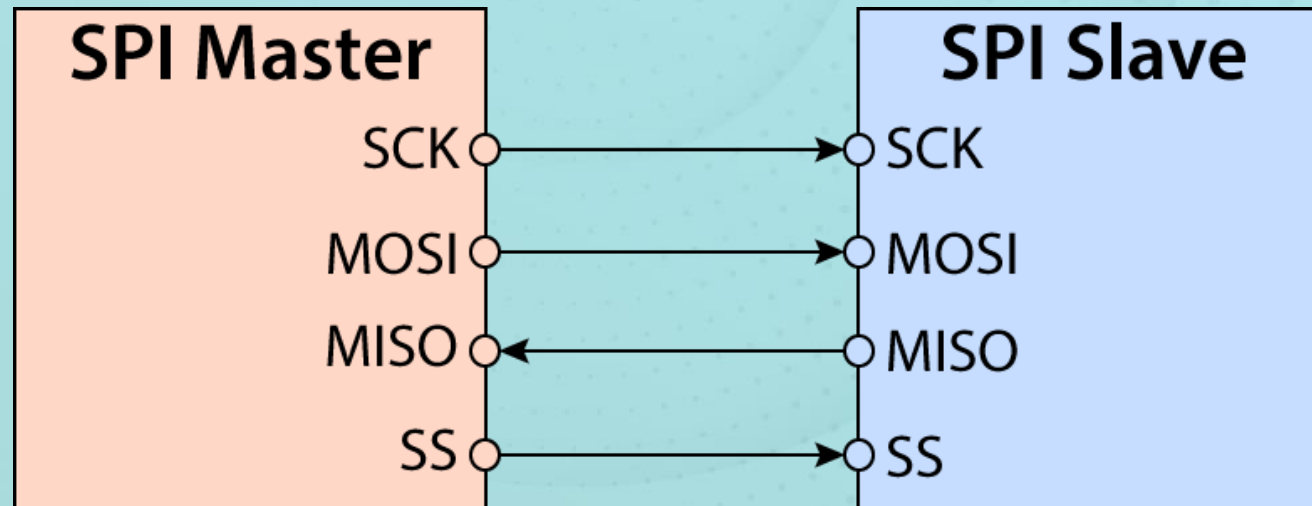 SPI Master
SCK
MOSI
MISO
SS
SPI Slave
SCK
MOSI
MISO
SS